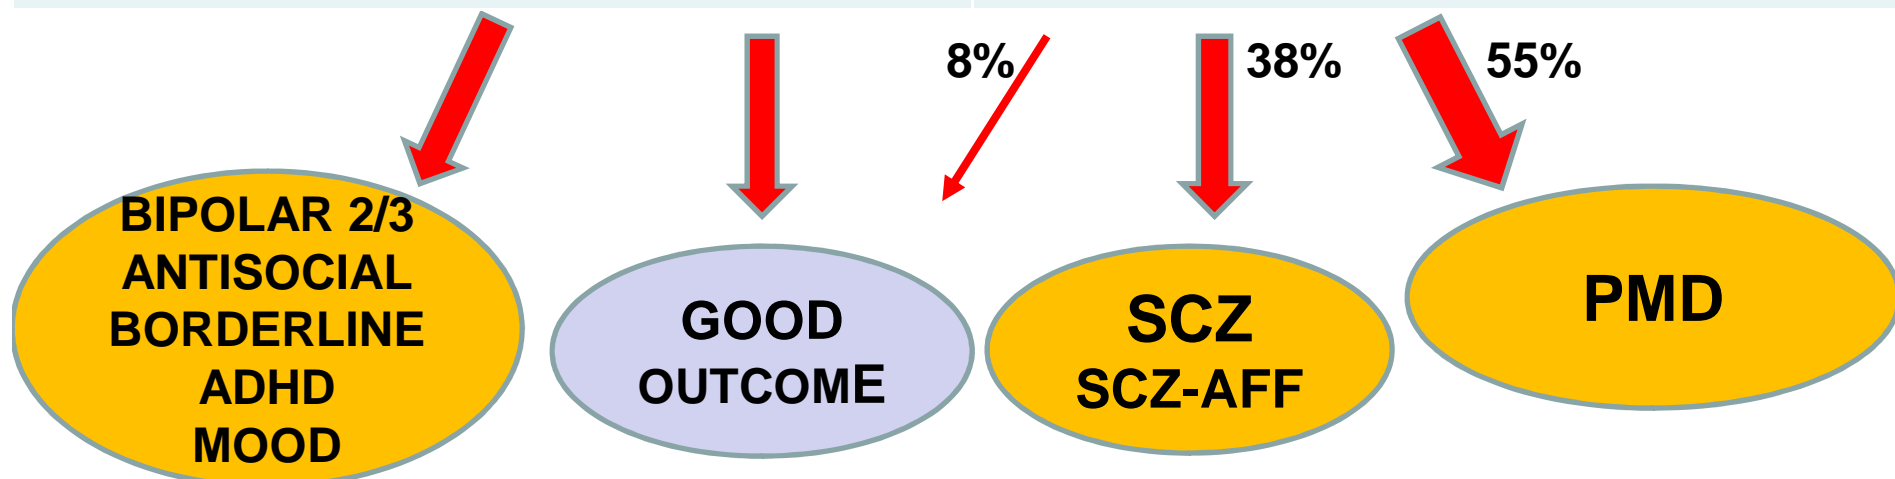 8%
38%
55%
BIPOLAR 2/3
ANTISOCIAL
BORDERLINE
ADHD
MOOD
GOOD
OUTCOME
SCZ
SCZ-AFF
PMD